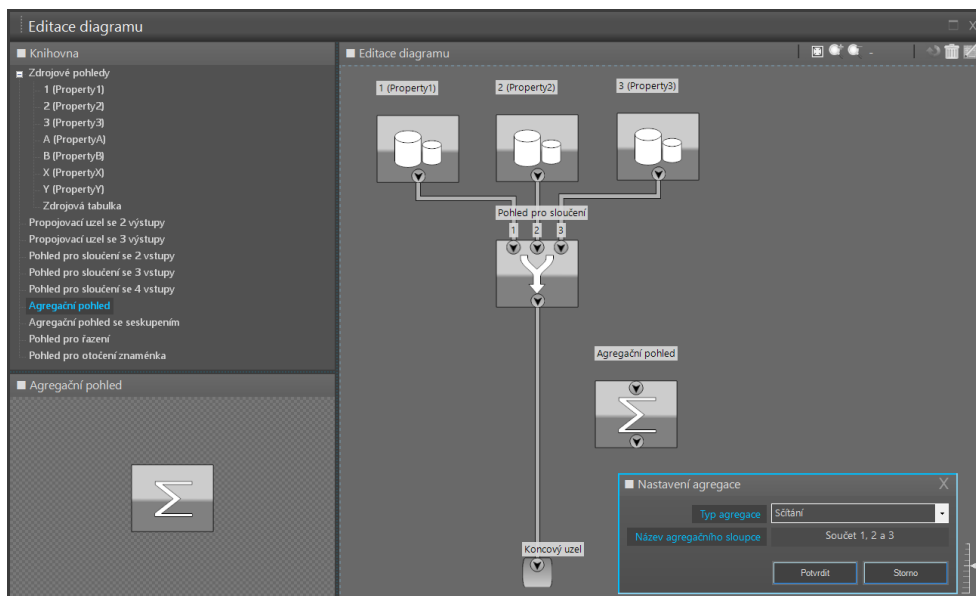 Editace diagramu
X
Knihovna
Zdrojové pohledy
1 (Property1)
2 (Property2)
3 (Property3)
A (PropertyA)
B (PropertyB)
X (PropertyX)
Y (PropertyY)
Zdrojová tabulka
Propojovací uzel se 2 výstupy
Propojovací uzel se 3 výstupy
Pohled pro sloučení se 2 vstupy
Pohled pro sloučení se 3 vstupy
Pohled pro sloučení se 4 vstupy
Agregační pohled
Agregační pohled se seskupením
Pohled pro řazení
Pohled pro otočení znaménka
Agregační pohled
Editace diagramu
1 (Property1)
2 (Property2)
3 (Property3)
Pohled pro sloučení
1 2 3
Agregační pohled
Koncový uzel
Nastavení agregace
X
Typ agregace
Sčítání
Název agregačního sloupce
Součet 1, 2 a 3
Potvrdit
Storno